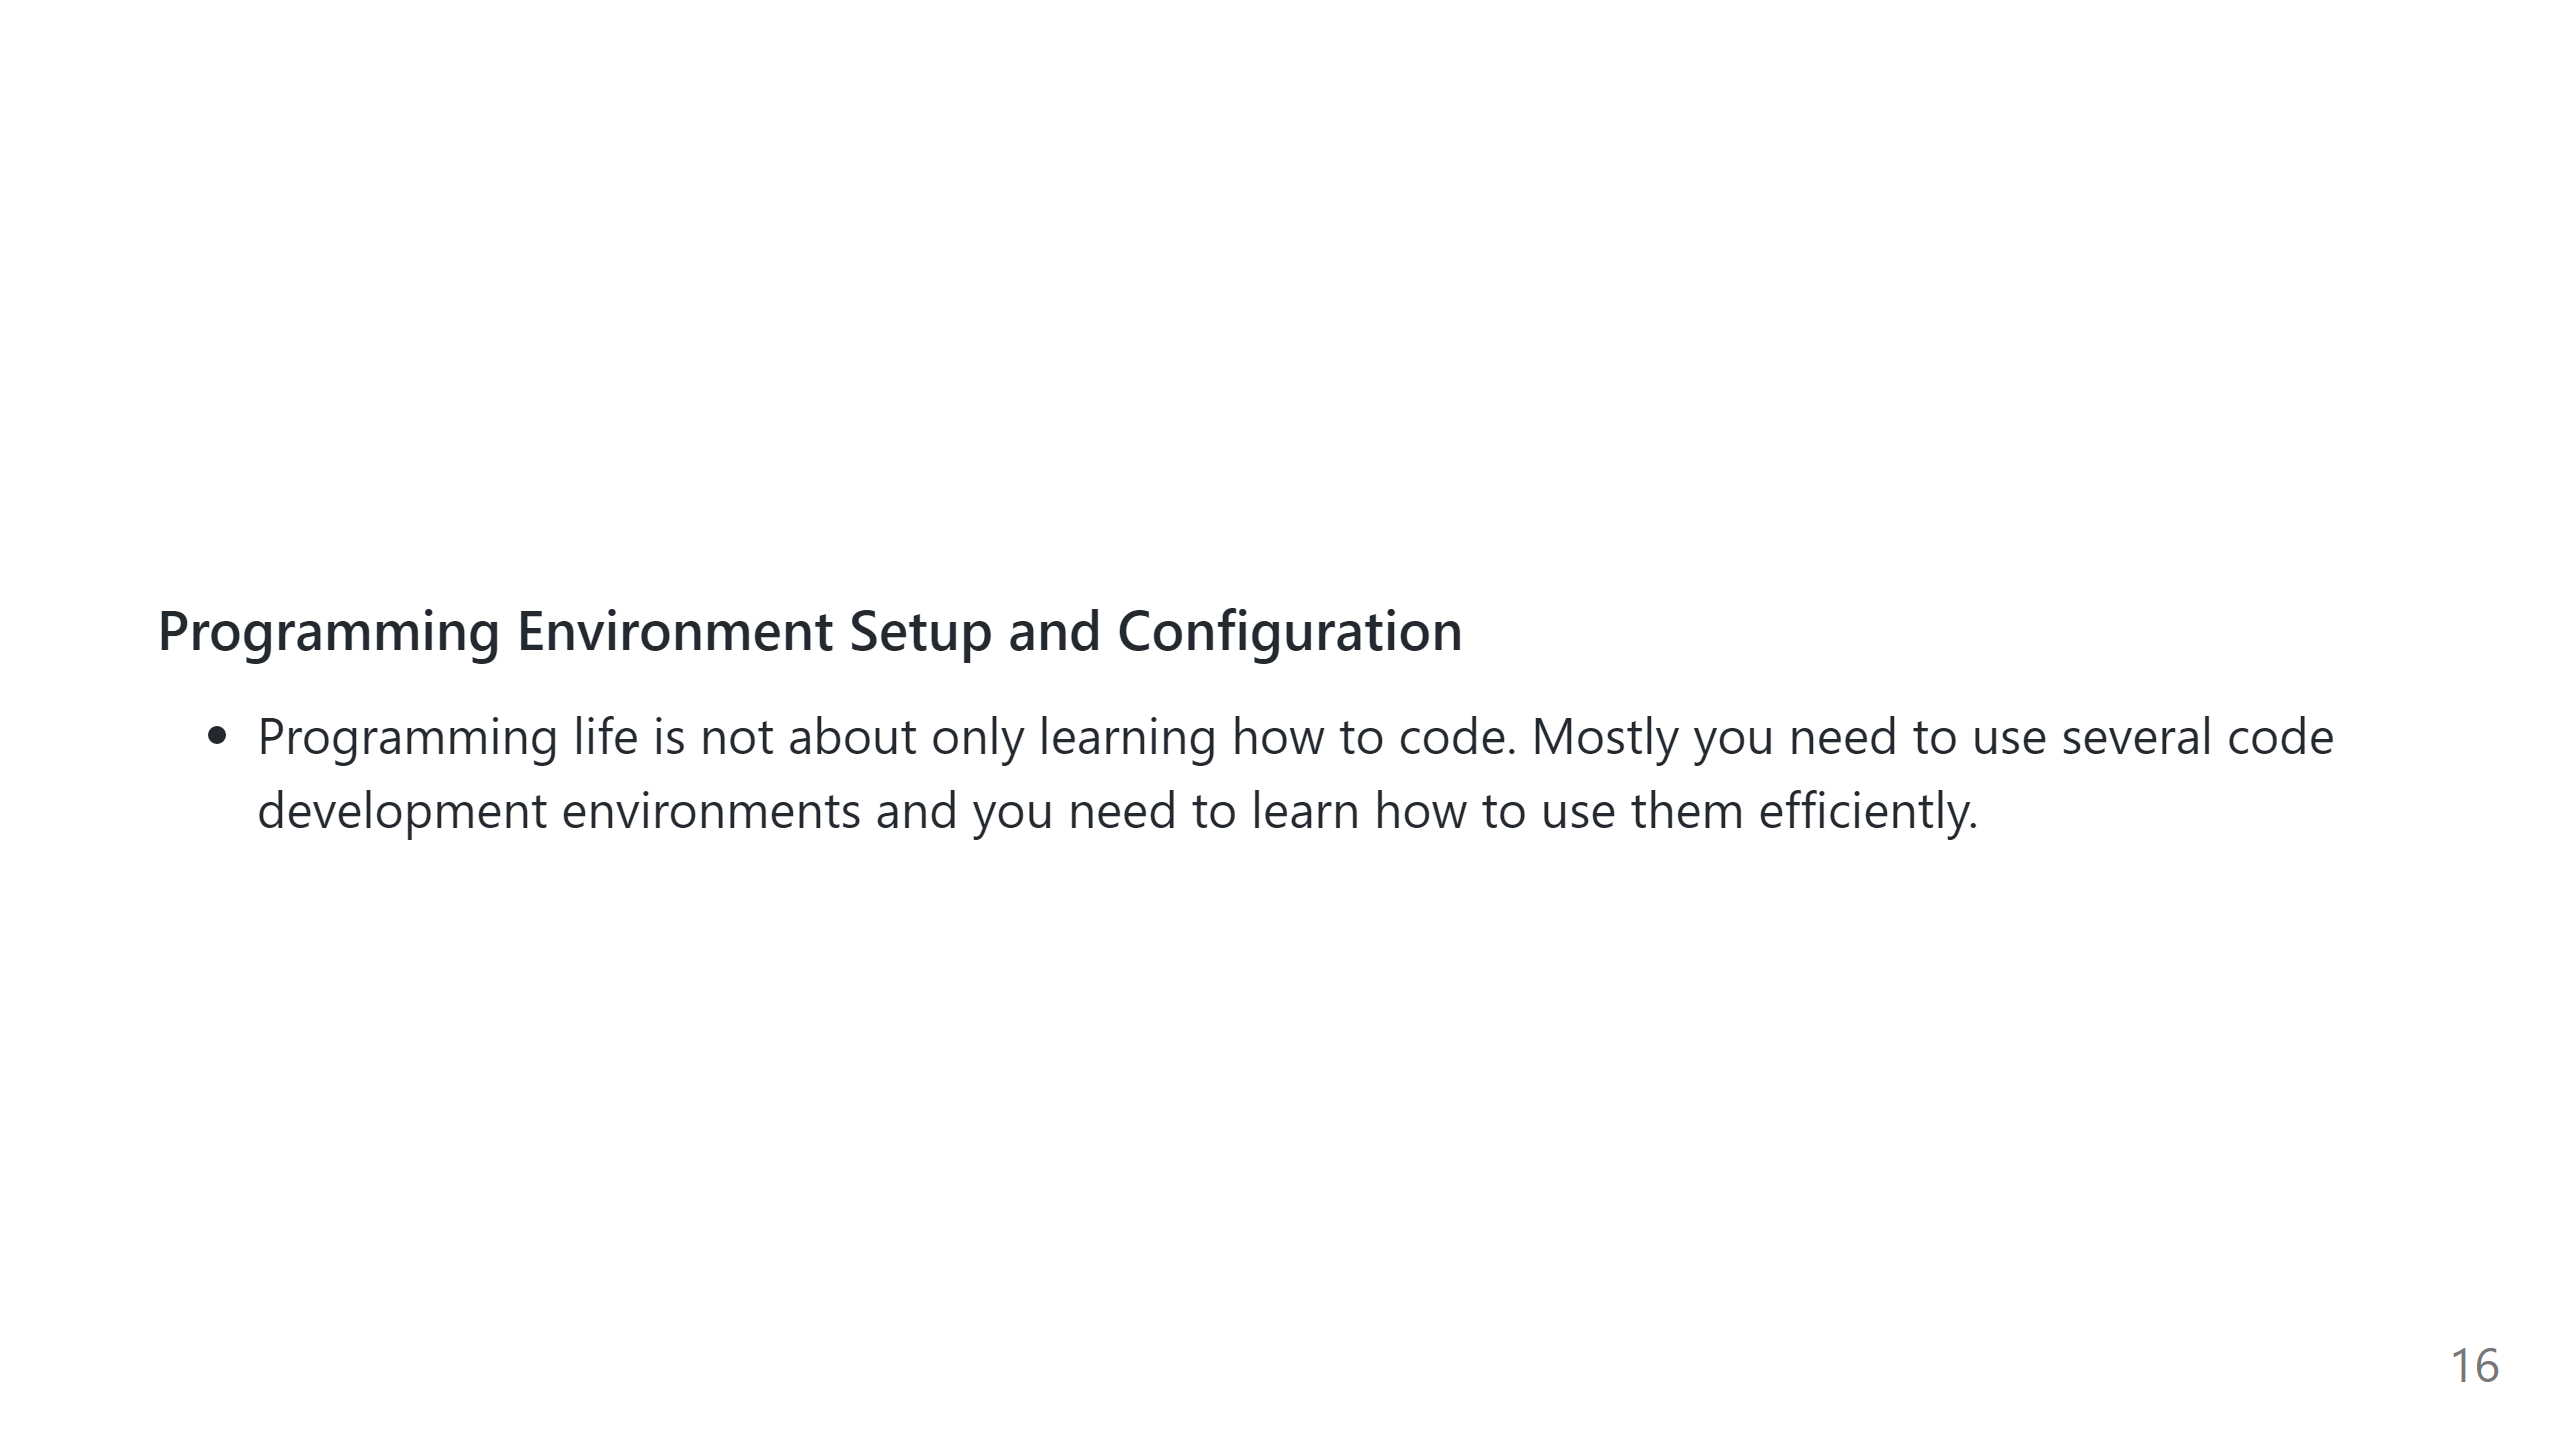 Programming Environment Setup and Configuration
• Programming life is not about only learning how to code. Mostly you need to use several code
development environments and you need to learn how to use them efficiently.
16